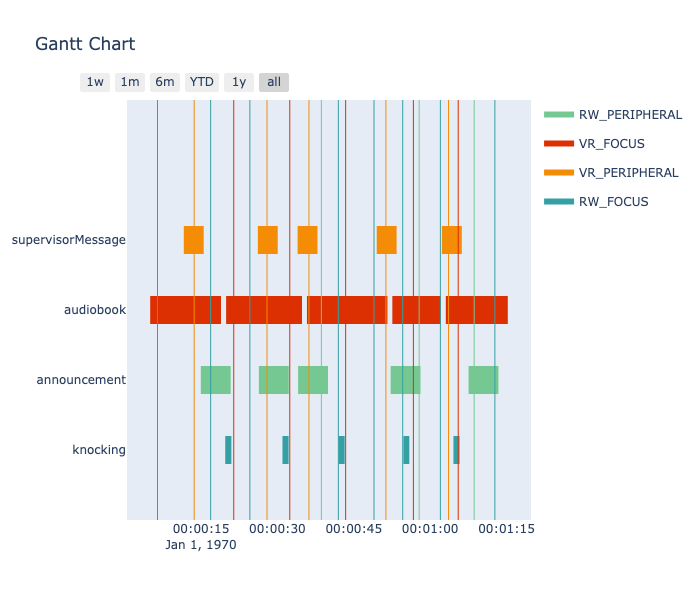 Gantt Chart
1w 1m 6m YTD 1y all
RW_PERIPHERAL
VR_FOCUS
VR_PERIPHERAL
RW_FOCUS
supervisorMessage
audiobook
announcement
knocking
00:00:15 00:00:30 00:00:45 00:01:00 00:01:15
Jan 1, 1970